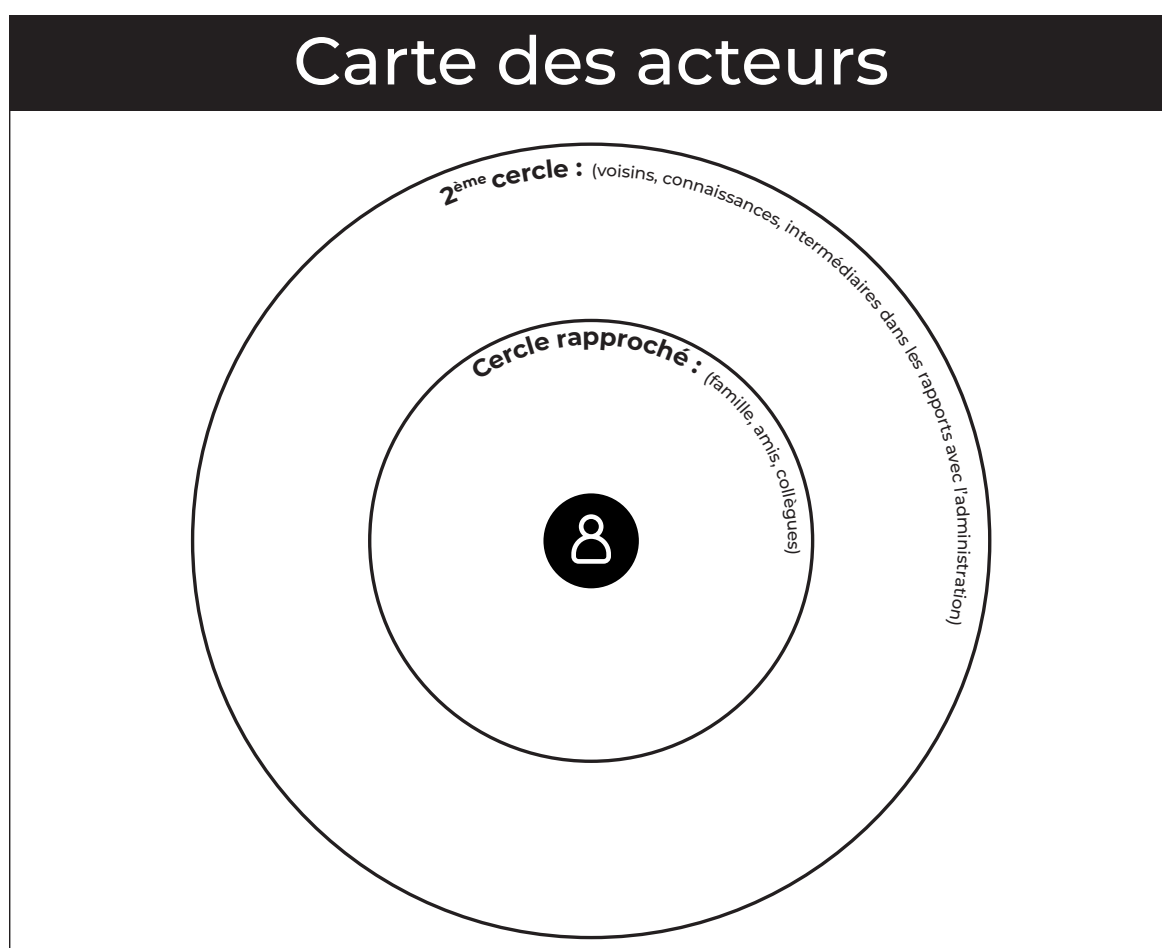 Carte des acteurs
2ème cercle : (voisins, connaissances, intermédiaires dans les rapports avec l'administration)
Cercle rapproché : (famille, amis, collègues)